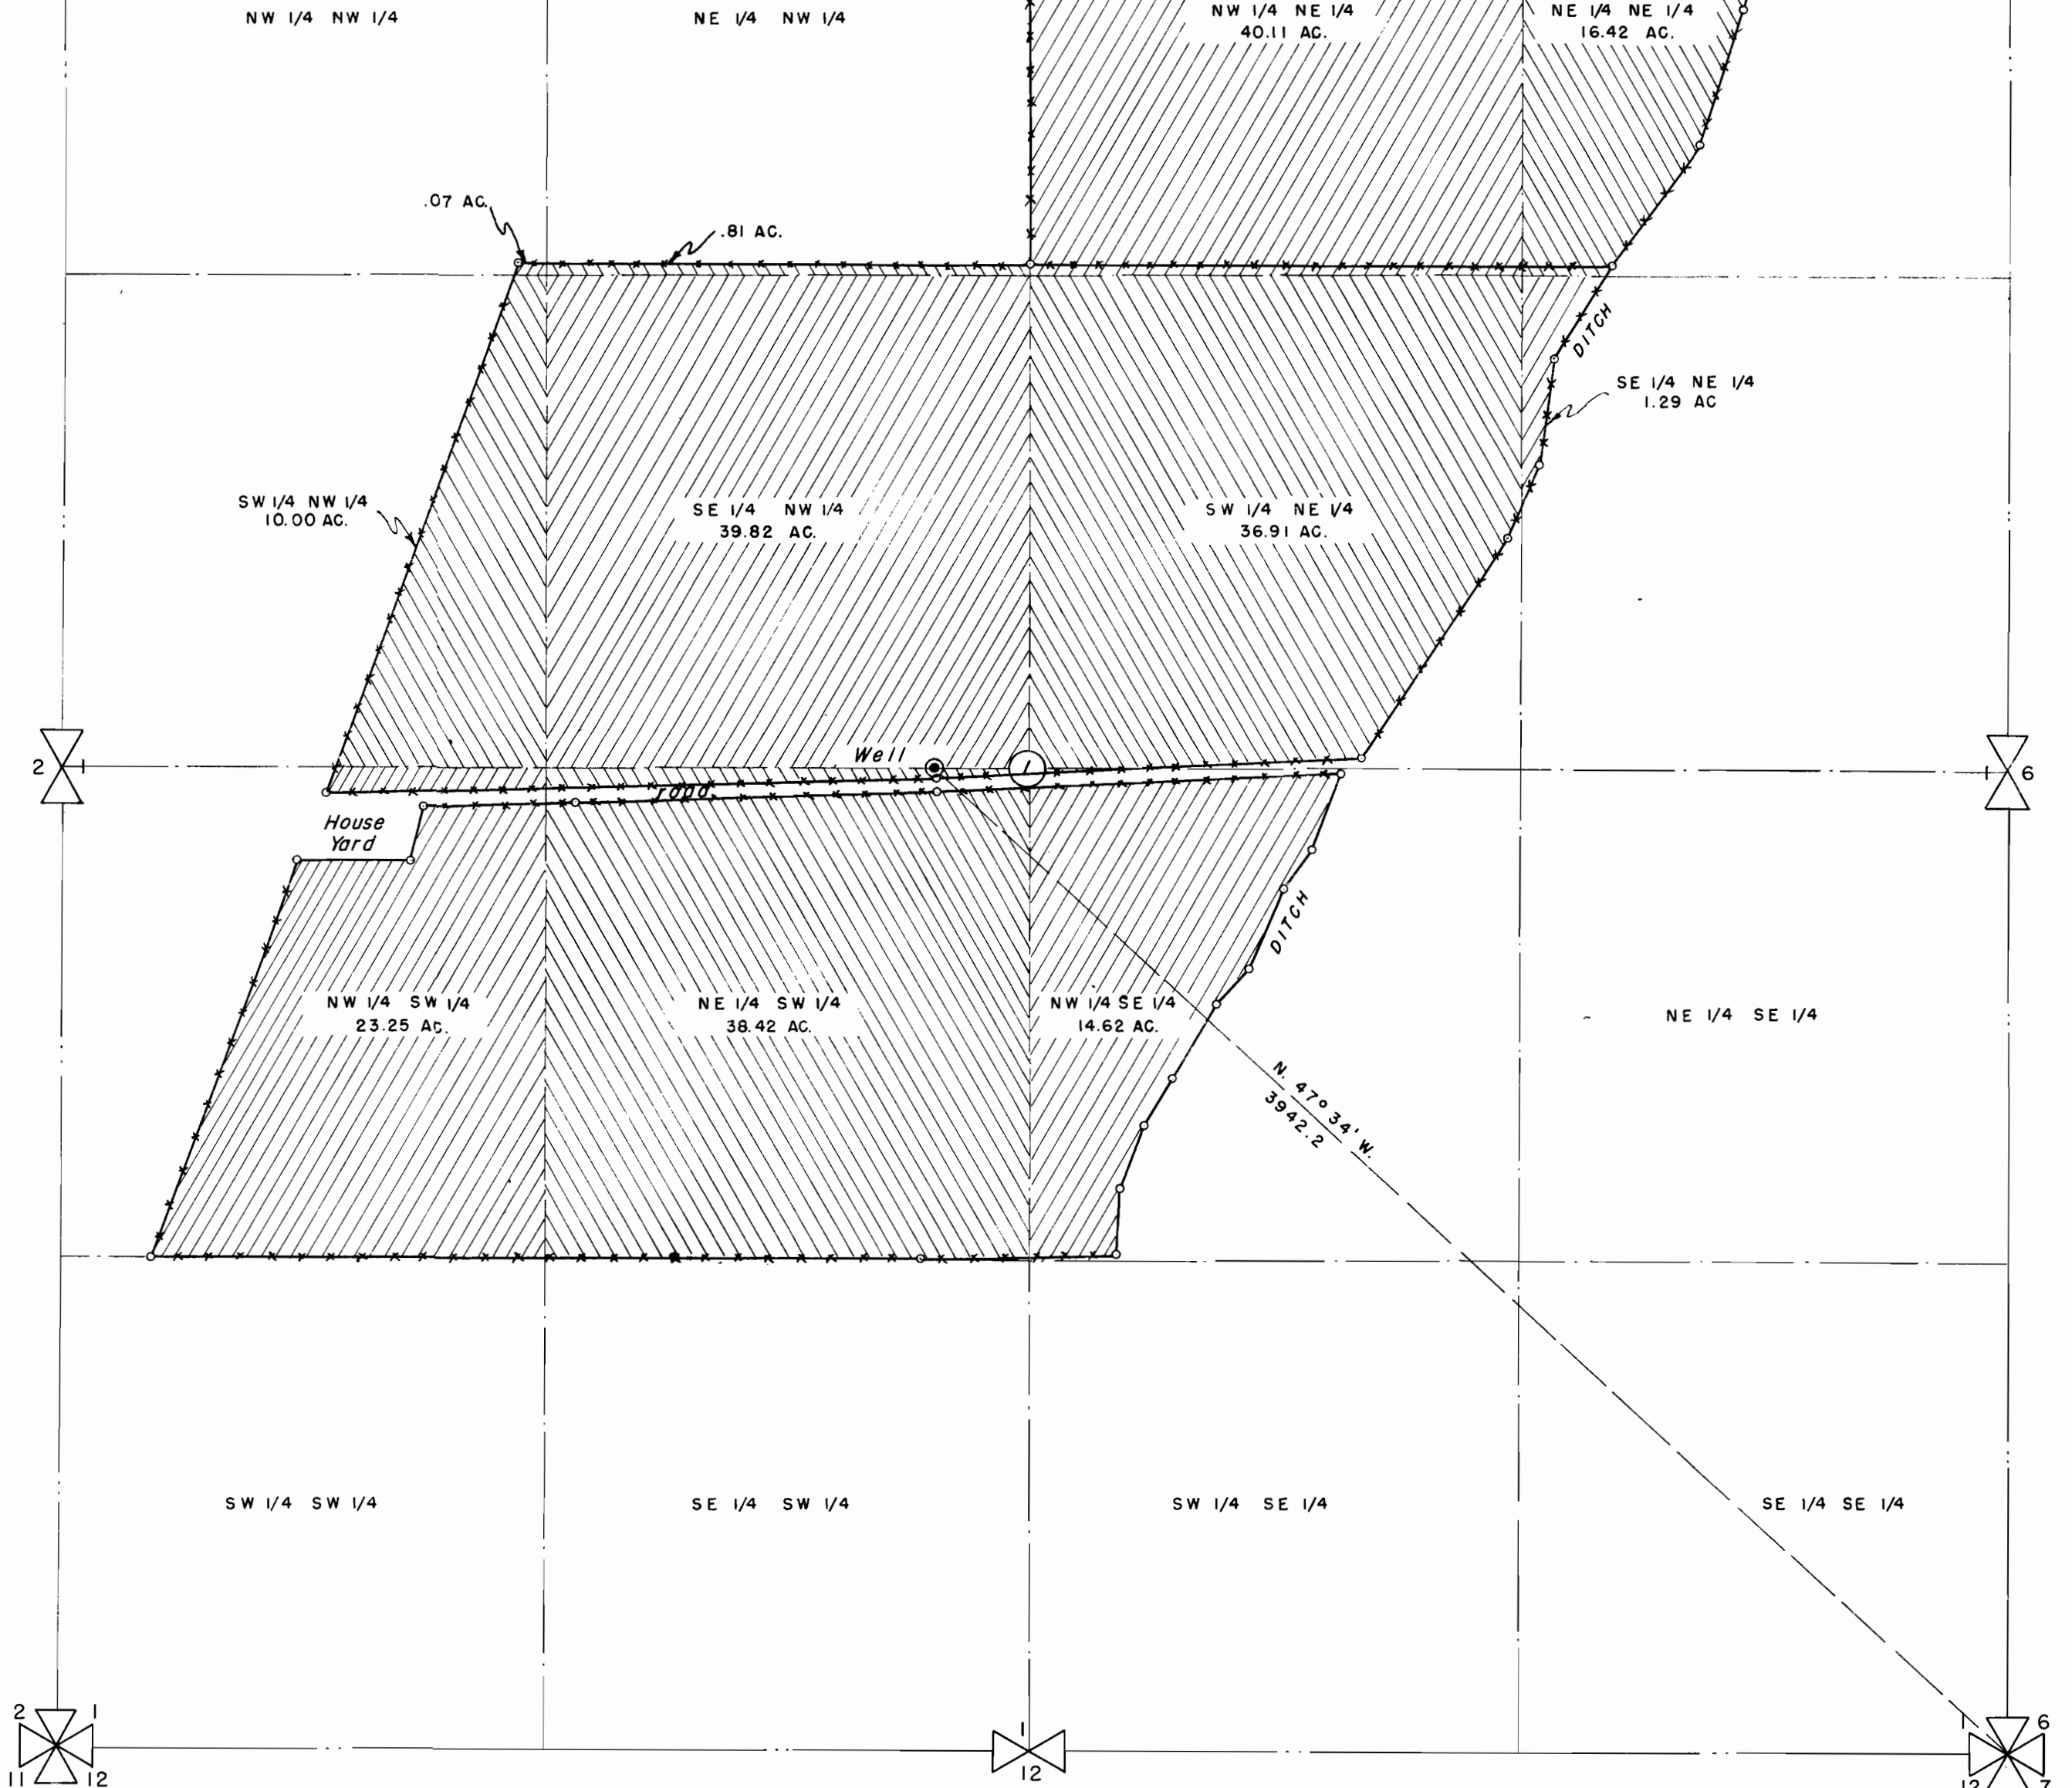 NW 1/4 NW 1/4
NE 1/4 NW 1/4
NW 1/4 NE 1/4
40.11 AC.
NE 1/4 NE 1/4
16.42 AC.
.07 AC.
.81 AC.
DITCH
SE 1/4 NE 1/4
1.29 AC
SW 1/4 NW 1/4
10.00 AC.
SE 1/4 NW 1/4
39.82 AC.
SW 1/4 NE 1/4
36.91 AC.
Well
2 1
1
1 6
road
House
Yard
DITCH
NW 1/4 SW 1/4
23.25 AC.
NE 1/4 SW 1/4
38.42 AC.
NW 1/4 SE 1/4
14.62 AC.
NE 1/4 SE 1/4
N. 47° 34' W.
3942.2
SW 1/4 SW 1/4
SE 1/4 SW 1/4
SW 1/4 SE 1/4
SE 1/4 SE 1/4
2 1
11 12
1
12
1 6
12 7